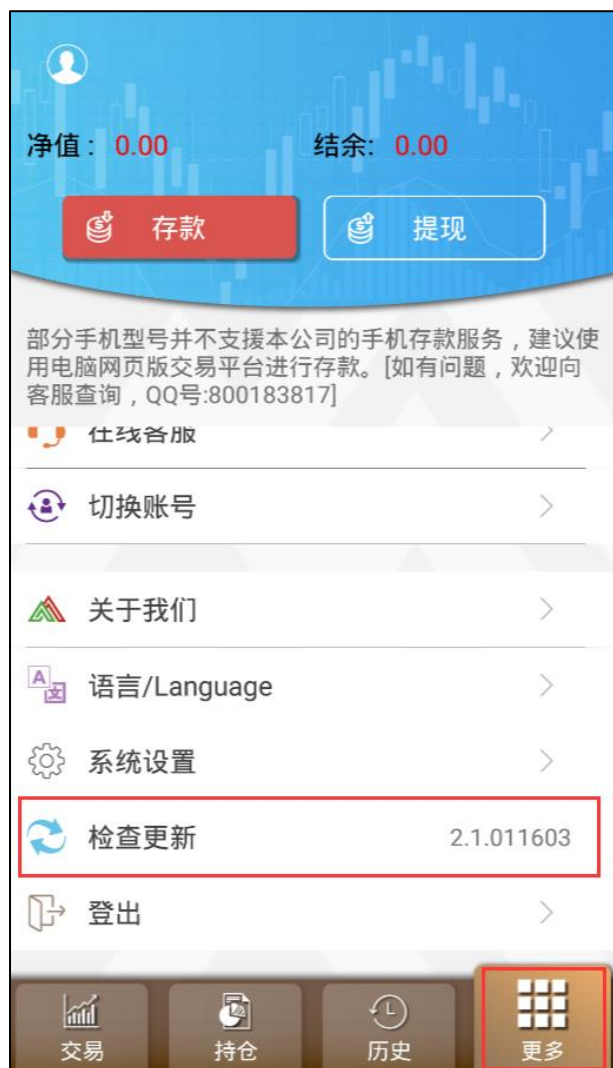 净值: 0.00 结余: 0.00
存款 提现
部分手机型号并不支援本公司的手机存款服务，建议使
用电脑网页版交易平台进行存款。[如有问题，欢迎向
客服查询，QQ号:800183817]
在线客服
切换账号
关于我们
语言/Language
系统设置
检查更新 2.1.011603
登出
交易 持仓 历史 更多